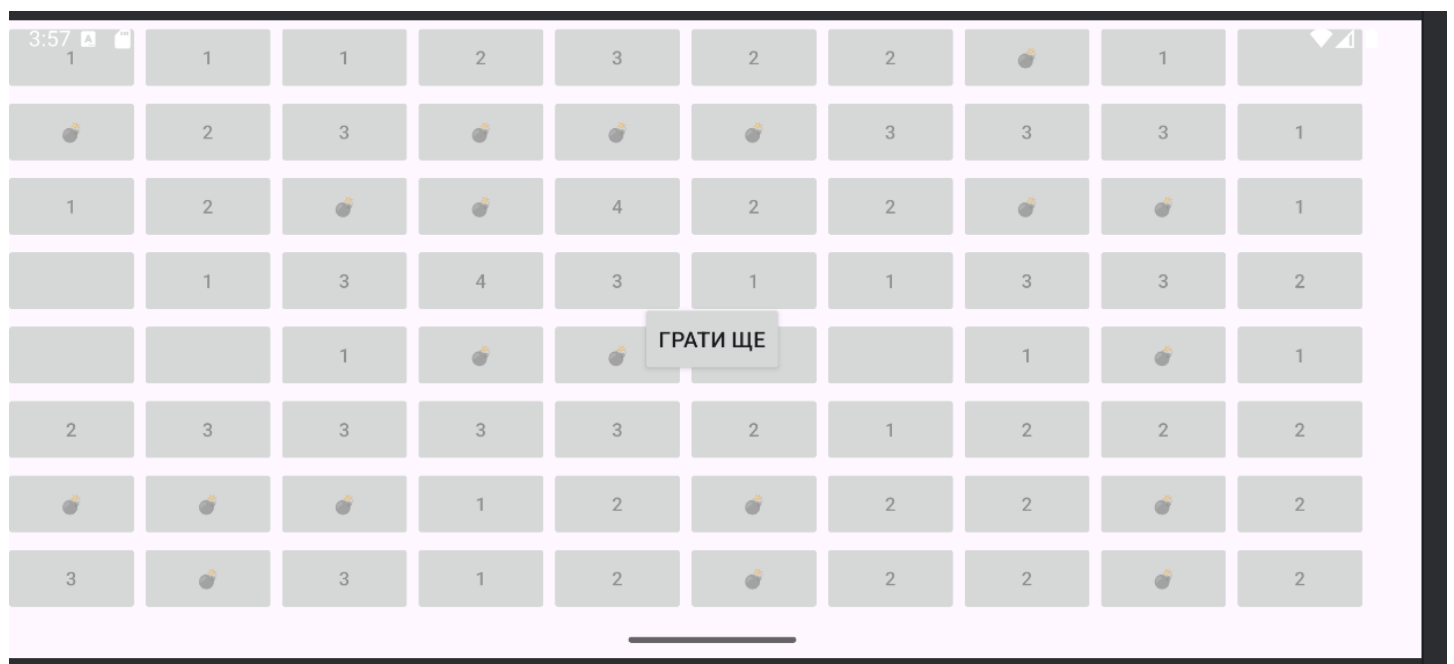 3:57
1 1 1 2 3 2 2 💣 1
💣 2 3 💣 💣 💣 3 3 3 1
1 2 💣 💣 4 2 2 💣 💣 1
1 3 4 3 1 1 3 3 2
1 💣 💣 1 💣 1
ГРАТИ ЩЕ
2 3 3 3 3 2 1 2 2 2
💣 💣 💣 1 2 💣 2 2 💣 2
3 💣 3 1 2 💣 2 2 💣 2